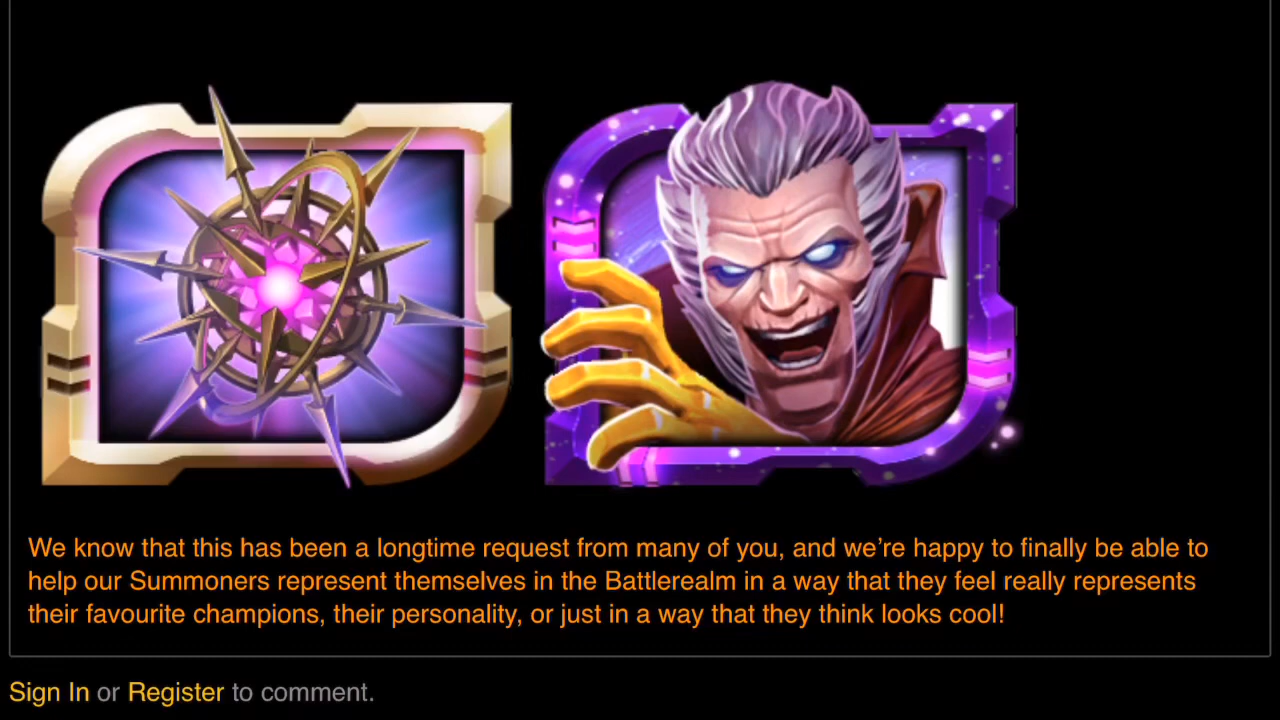 We know that this has been a longtime request from many of you, and we’re happy to finally be able to
help our Summoners represent themselves in the Battlerealm in a way that they feel really represents
their favourite champions, their personality, or just in a way that they think looks cool!
Sign In or Register to comment.